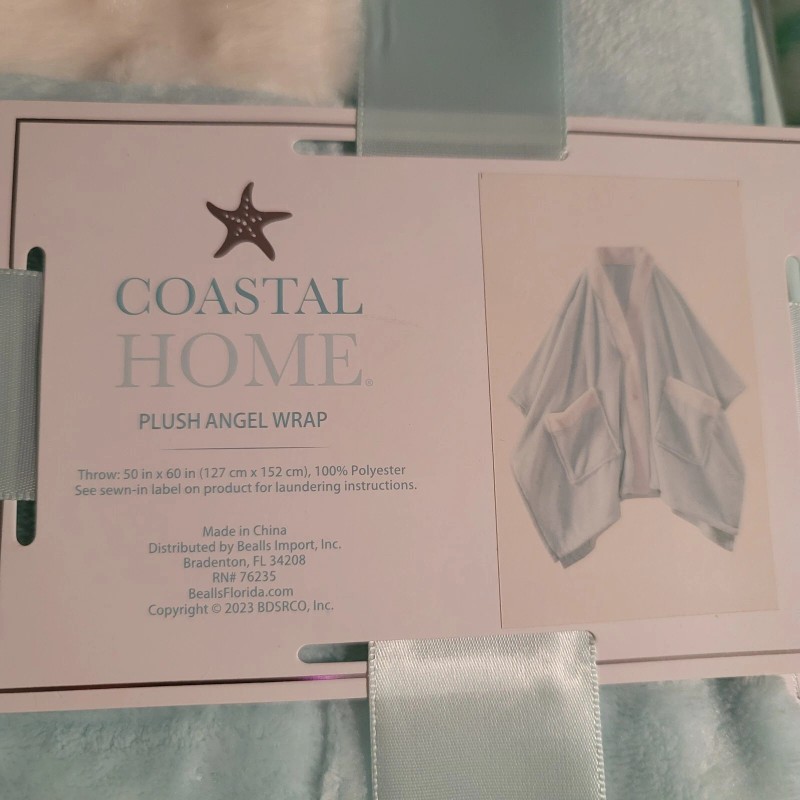 COASTAL
HOME®
PLUSH ANGEL WRAP
Throw: 50 in x 60 in (127 cm x 152 cm), 100% Polyester
See sewn-in label on product for laundering instructions.
Made in China
Distributed by Bealls Import, Inc.
Bradenton, FL 34208
RN# 76235
BeallsFlorida.com
Copyright © 2023 BDSRCO, Inc.